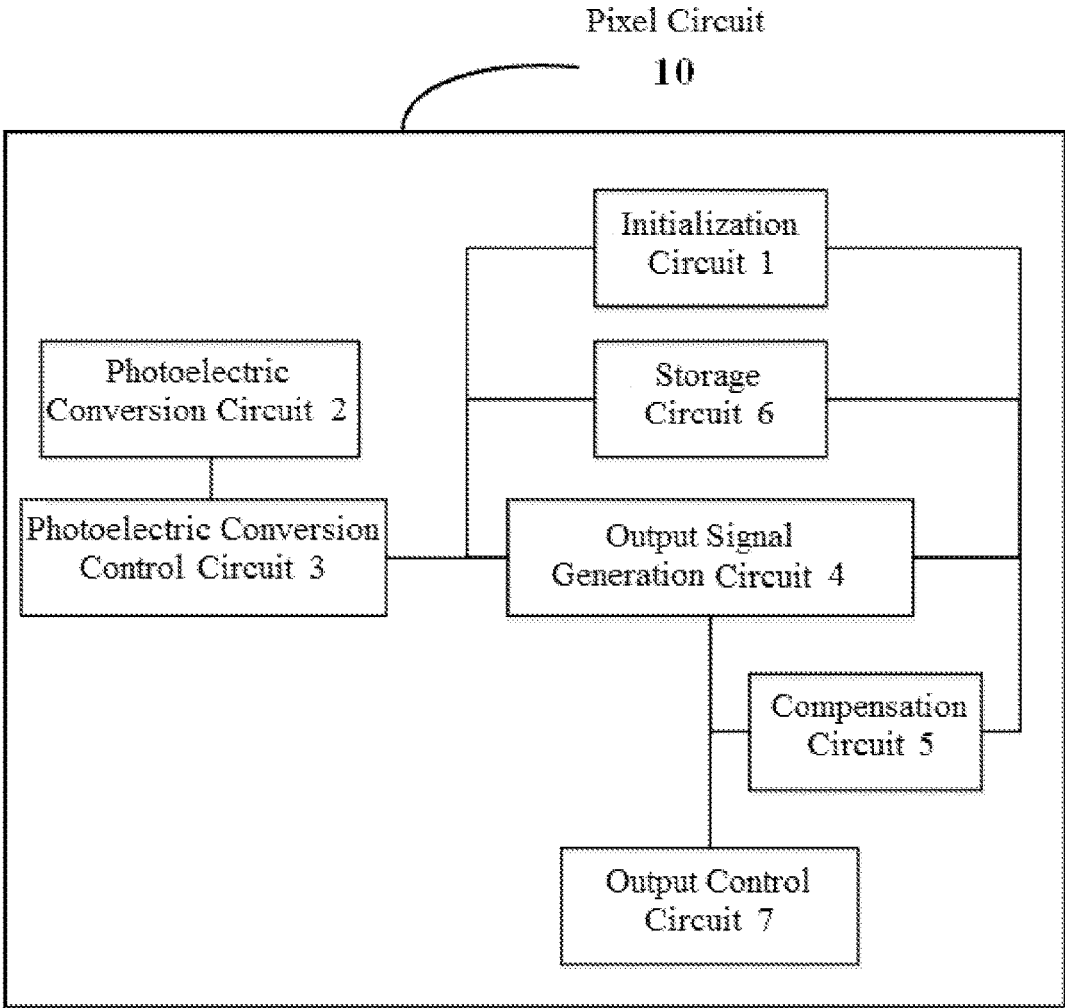 Pixel Circuit
10
Initialization
Circuit 1
Photoelectric
Conversion Circuit 2
Storage
Circuit 6
Photoelectric Conversion
Control Circuit 3
Output Signal
Generation Circuit 4
Compensation
Circuit 5
Output Control
Circuit 7